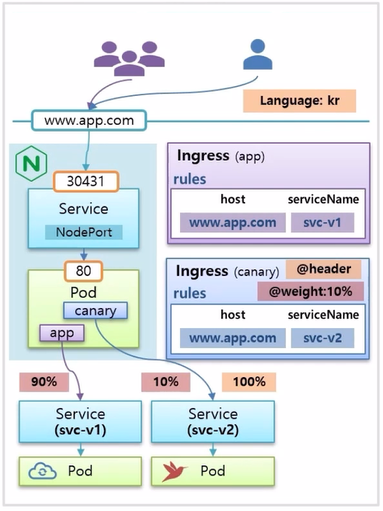 Language: kr
www.app.com
N
30431
Service
NodePort
80
Pod
canary
app
Ingress (app)
rules
host serviceName
www.app.com svc-v1
Ingress (canary) @header
rules @weight:10%
host serviceName
www.app.com svc-v2
90% 10% 100%
Service Service
(svc-v1) (svc-v2)
Pod Pod